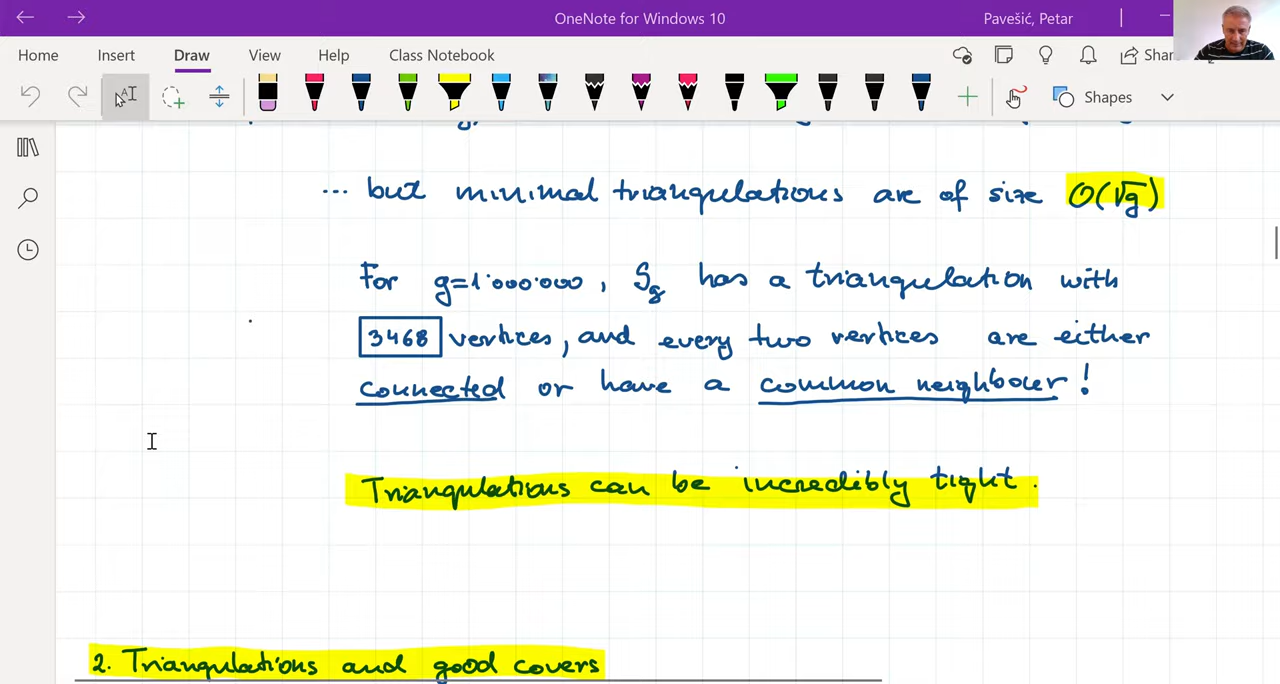 OneNote for Windows 10
Pavešić, Petar
Home Insert Draw View Help Class Notebook
Shar
Shapes
... but minimal triangulations are of size O(√g)
For g=1'000'000, Sg has a triangulation with
3468 vertices, and every two vertices are either
connected or have a common neighbour!
Triangulations can be incredibly tight.
2. Triangulations and good covers